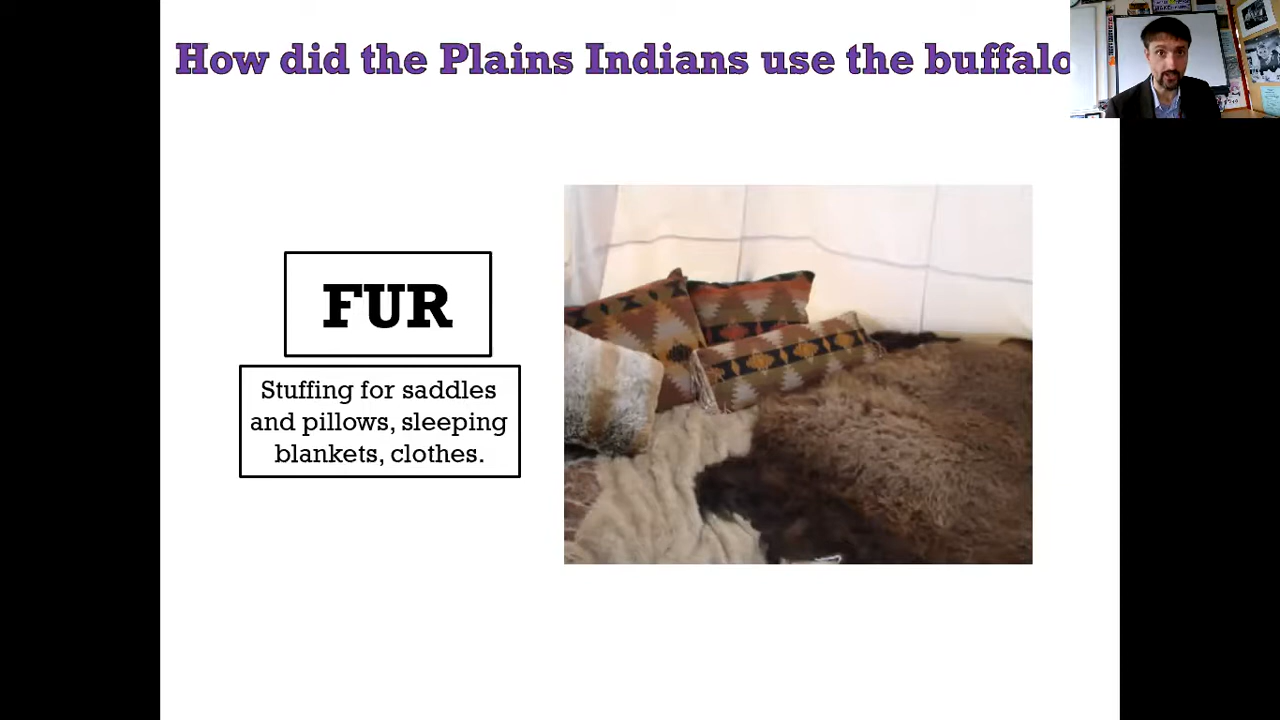 How did the Plains Indians use the buffalo
FUR
Stuffing for saddles
and pillows, sleeping
blankets, clothes.